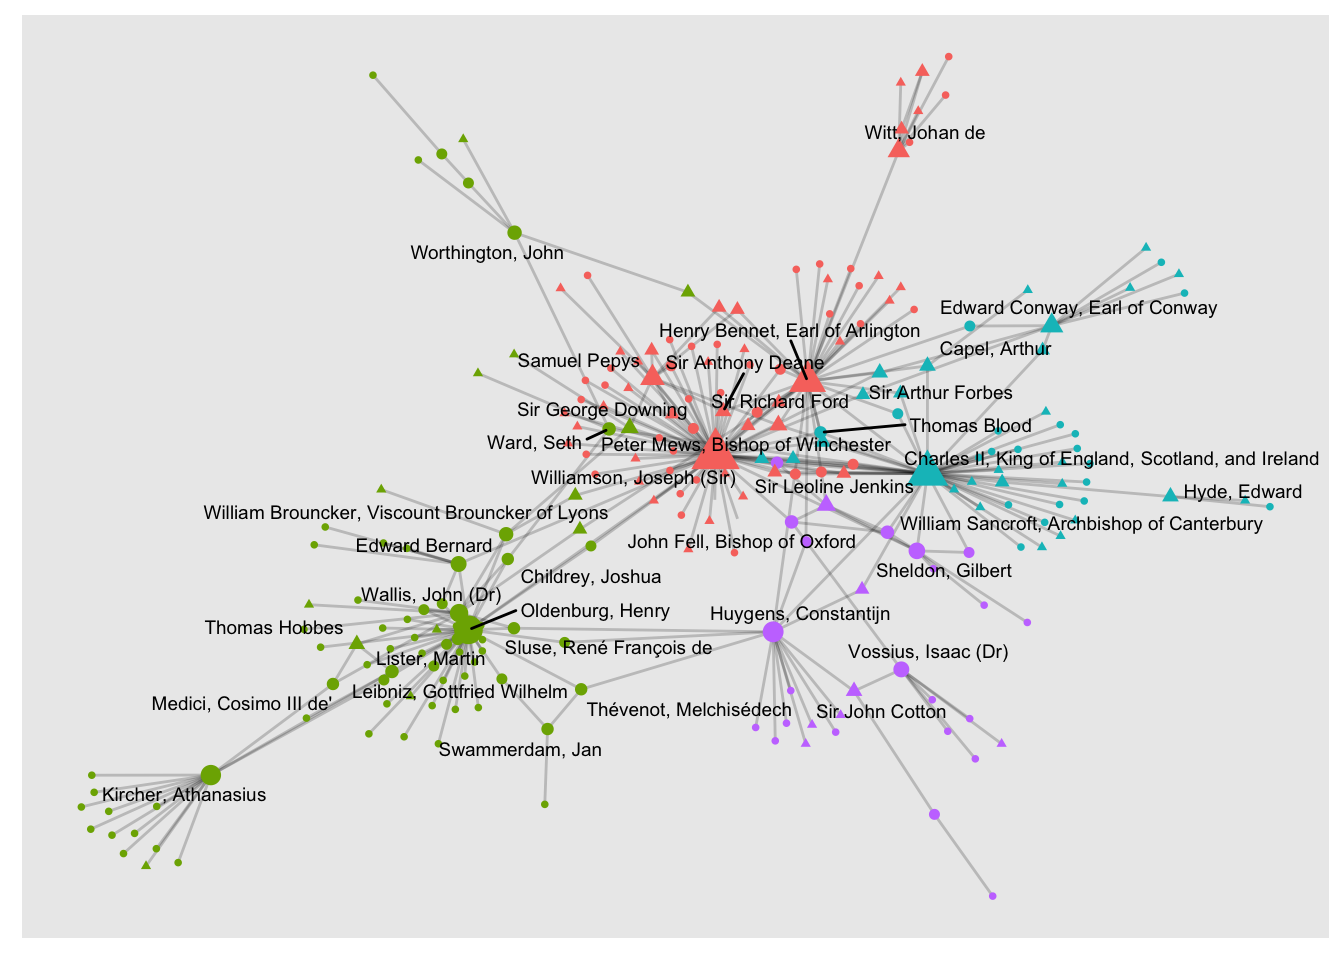 Witt, Johan de
Worthington, John
Edward Conway, Earl of Conway
Henry Bennet, Earl of Arlington
Capel, Arthur
Samuel Pepys
Sir Anthony Deane
Sir Arthur Forbes
Sir Richard Ford
Sir George Downing
Thomas Blood
Ward, Seth
Peter Mews, Bishop of Winchester
Charles II, King of England, Scotland, and Ireland
Williamson, Joseph (Sir)
Sir Leoline Jenkins
Hyde, Edward
William Brouncker, Viscount Brouncker of Lyons
William Sancroft, Archbishop of Canterbury
Edward Bernard
John Fell, Bishop of Oxford
Sheldon, Gilbert
Childrey, Joshua
Wallis, John (Dr)
Oldenburg, Henry
Huygens, Constantijn
Thomas Hobbes
Sluse, René François de
Vossius, Isaac (Dr)
Lister, Martin
Leibniz, Gottfried Wilhelm
Medici, Cosimo III de'
Thévenot, Melchisédech
Sir John Cotton
Swammerdam, Jan
Kircher, Athanasius